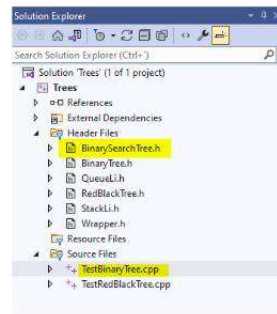 Solution Explorer
Search Solution Explorer (Ctrl+')
Solution 'Trees' (1 of 1 project)
Trees
References
External Dependencies
Header Files
BinarySearchTree.h
BinaryTree.h
QueueLi.h
RedBlackTree.h
StackLi.h
Wrapper.h
Resource Files
Source Files
TestBinaryTree.cpp
TestRedBlackTree.cpp